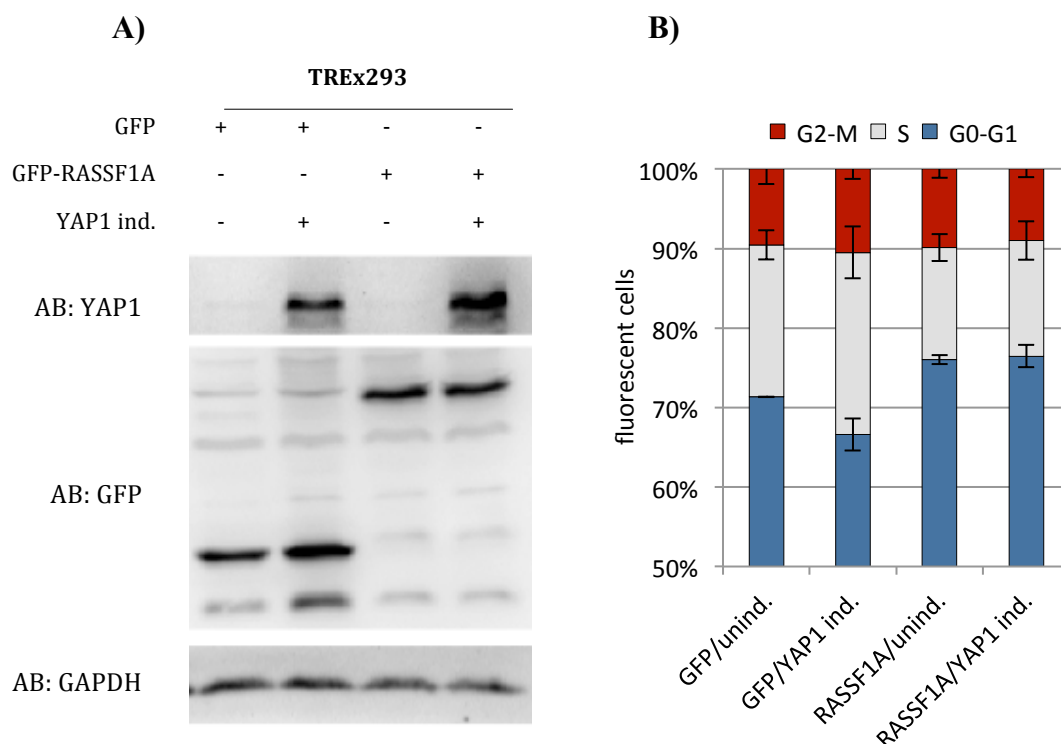 A)
TREx293
GFP + + - -
GFP-RASSF1A - - + +
YAP1 ind. - + - +
AB: YAP1
AB: GFP
AB: GAPDH
B)
G2-M S G0-G1
100%
90%
80%
70%
60%
50%
fluorescent cells
GFP/unind.
GFP/YAP1 ind.
RASSF1A/unind.
RASSF1A/YAP1 ind.